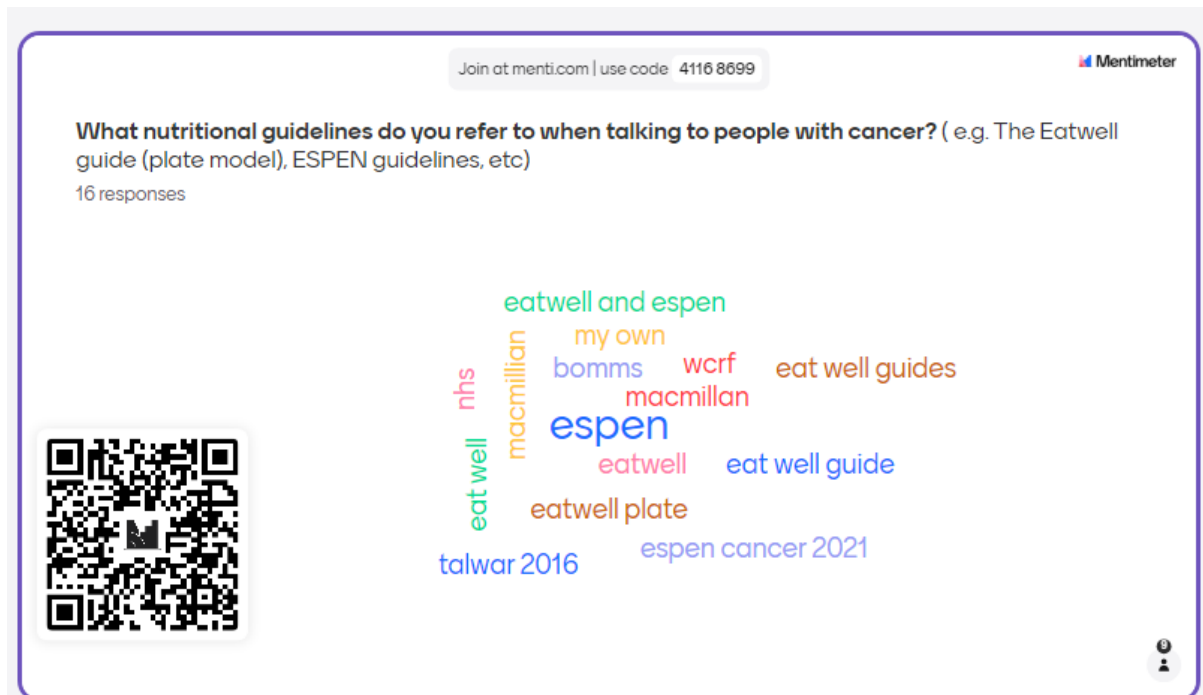 Join at menti.com | use code 4116 8699
Mentimeter
What nutritional guidelines do you refer to when talking to people with cancer? ( e.g. The Eatwell
guide (plate model), ESPEN guidelines, etc)
16 responses
eatwell and espen
my own
macmillian
nhs
bomms
wcrf
eat well guides
macmillan
espen
eat well
eatwell
eat well guide
eatwell plate
espen cancer 2021
talwar 2016